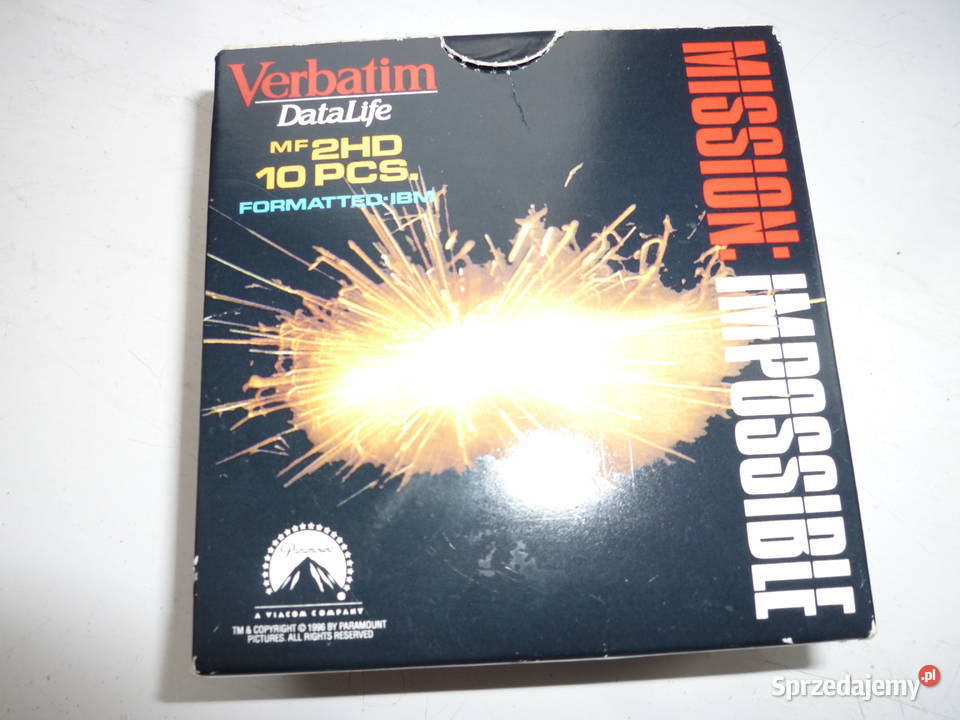 Verbatim
DataLife
MF 2HD
10 PCS.
FORMATTED·IBM
MISSION:
IMPOSSIBLE
Paramount
A VIACOM COMPANY
TM & COPYRIGHT © 1996 BY PARAMOUNT
PICTURES. ALL RIGHTS RESERVED
Sprzedajemy.pl